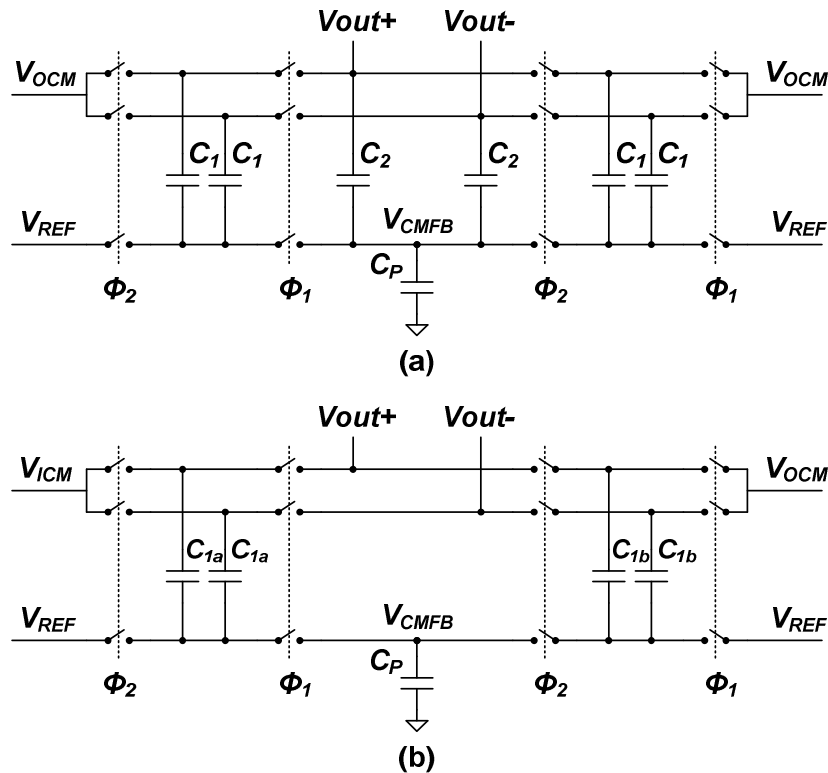 Vout+ Vout-
VOCM VOCM
C1 C1 C2 C2 C1 C1
VREF VCMFB VREF
CP
Φ2 Φ1 Φ2 Φ1
(a)
Vout+ Vout-
VICM VOCM
C1a C1a C1b C1b
VREF VCMFB VREF
CP
Φ2 Φ1 Φ2 Φ1
(b)